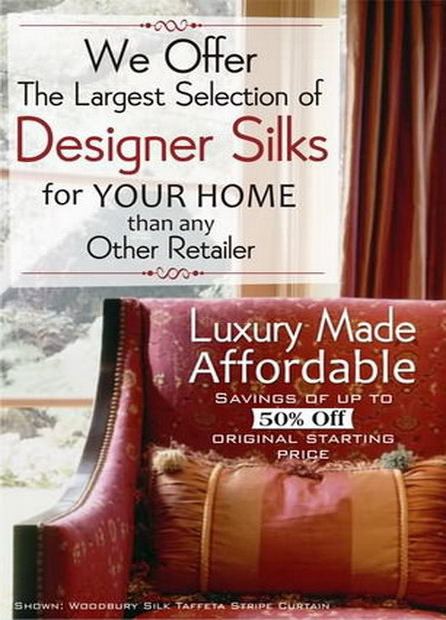 We Offer
The Largest Selection of
Designer Silks
for YOUR HOME
than any
Other Retailer
Luxury Made
Affordable
SAVINGS OF UP TO
50% Off
ORIGINAL STARTING
PRICE
SHOWN: WOODBURY SILK TAFFETA STRIPE CURTAIN